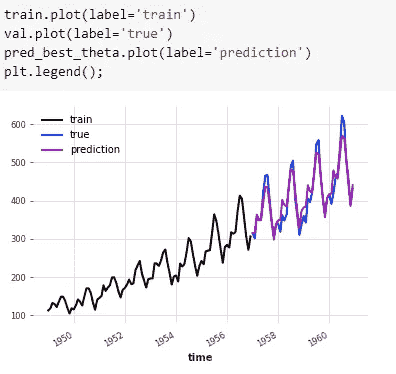 train.plot(label='train')
val.plot(label='true')
pred_best_theta.plot(label='prediction')
plt.legend();
train
true
prediction
600
500
400
300
200
100
1950
1952
1954
1956
1958
1960
time